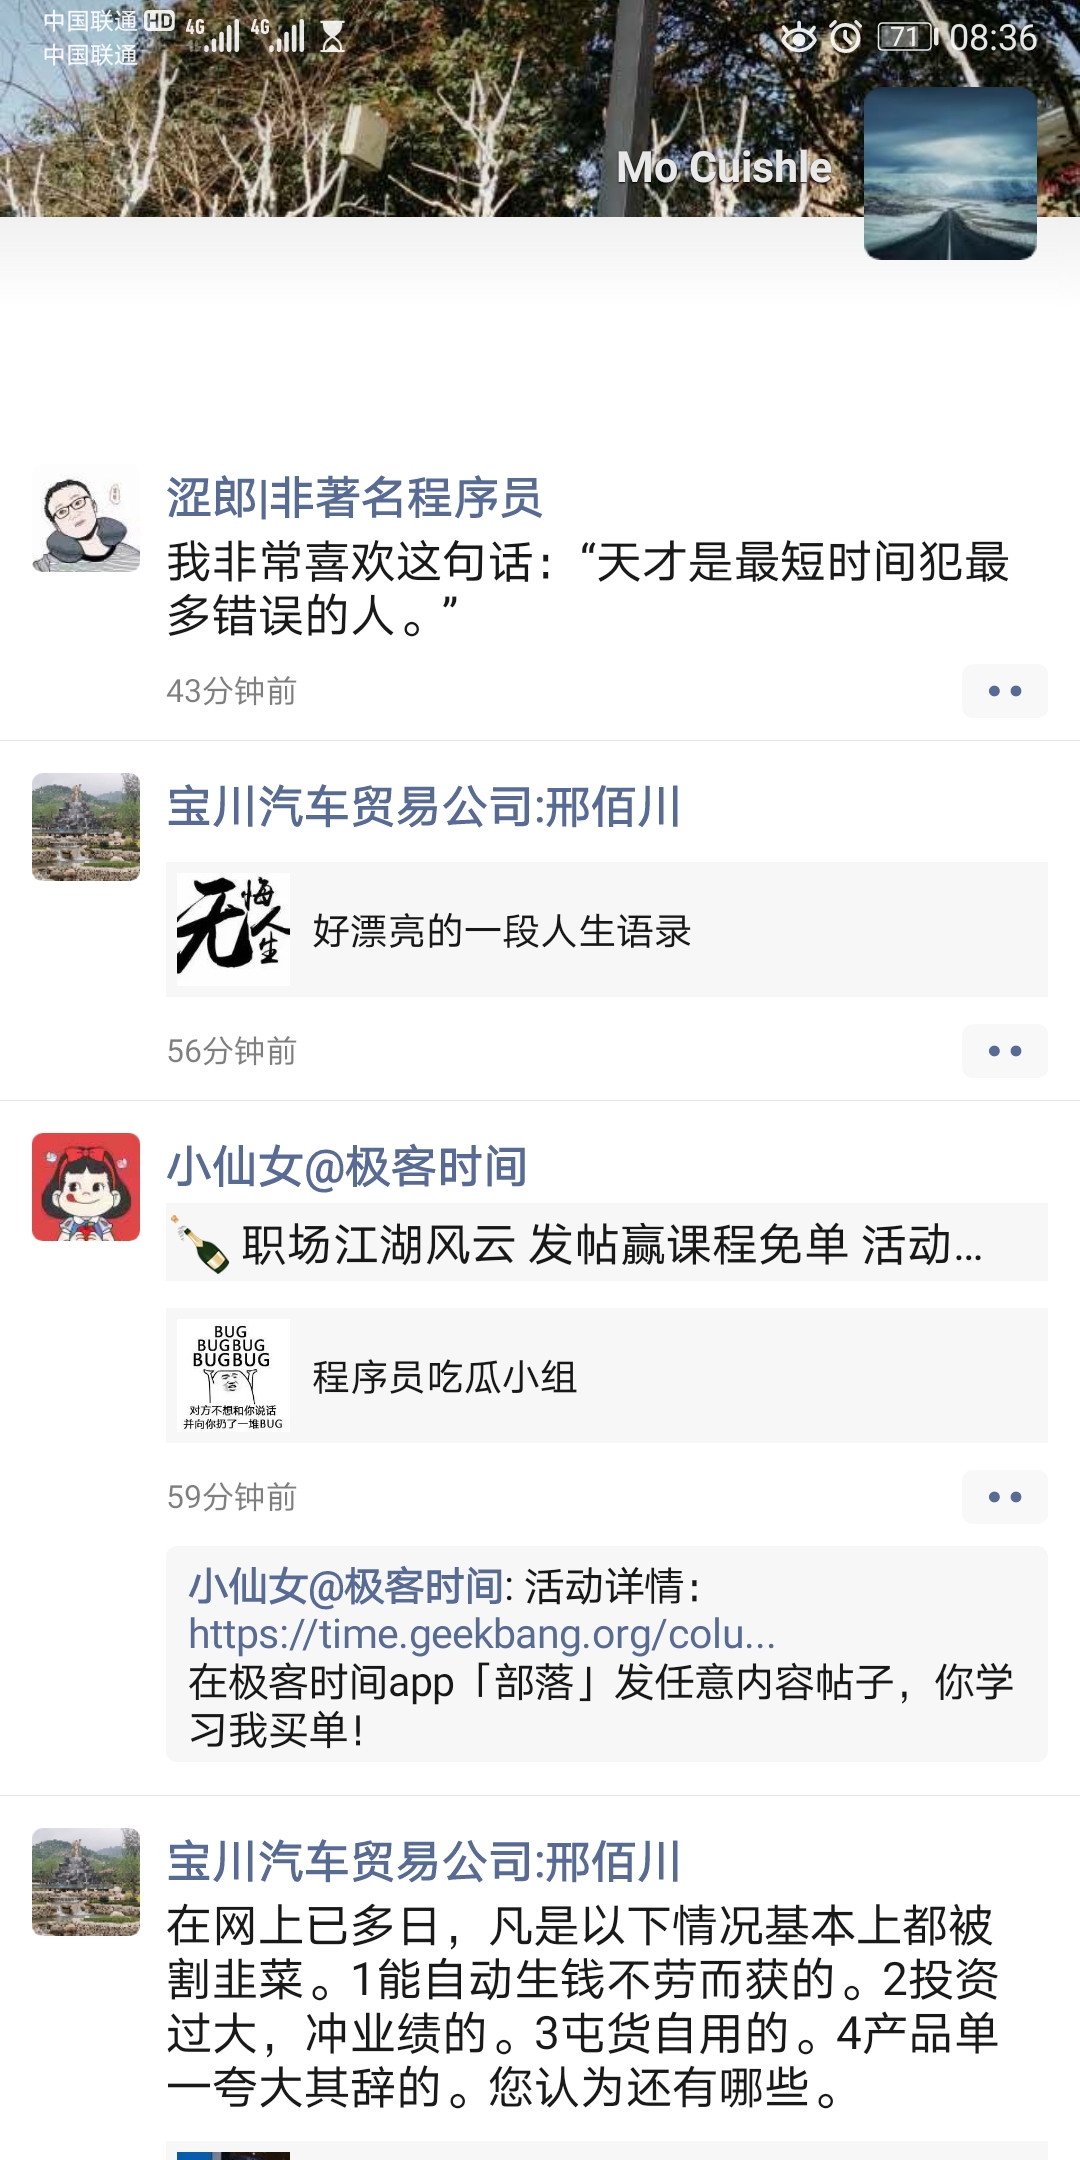 中国联通 HD 4G 4G 71 08:36
中国联通
Mo Cuishle
涩郎|非著名程序员
我非常喜欢这句话：“天才是最短时间犯最
多错误的人。”
43分钟前
宝川汽车贸易公司:邢佰川
无悔人生
好漂亮的一段人生语录
56分钟前
小仙女@极客时间
职场江湖风云 发帖赢课程免单 活动...
BUG
BUGBUG
BUGBUG
对方不想和你说话
并向你扔了一堆BUG
程序员吃瓜小组
59分钟前
小仙女@极客时间: 活动详情：
https://time.geekbang.org/colu...
在极客时间app「部落」发任意内容帖子，你学
习我买单！
宝川汽车贸易公司:邢佰川
在网上已多日，凡是以下情况基本上都被
割韭菜。1能自动生钱不劳而获的。2投资
过大，冲业绩的。3屯货自用的。4产品单
一夸大其辞的。您认为还有哪些。